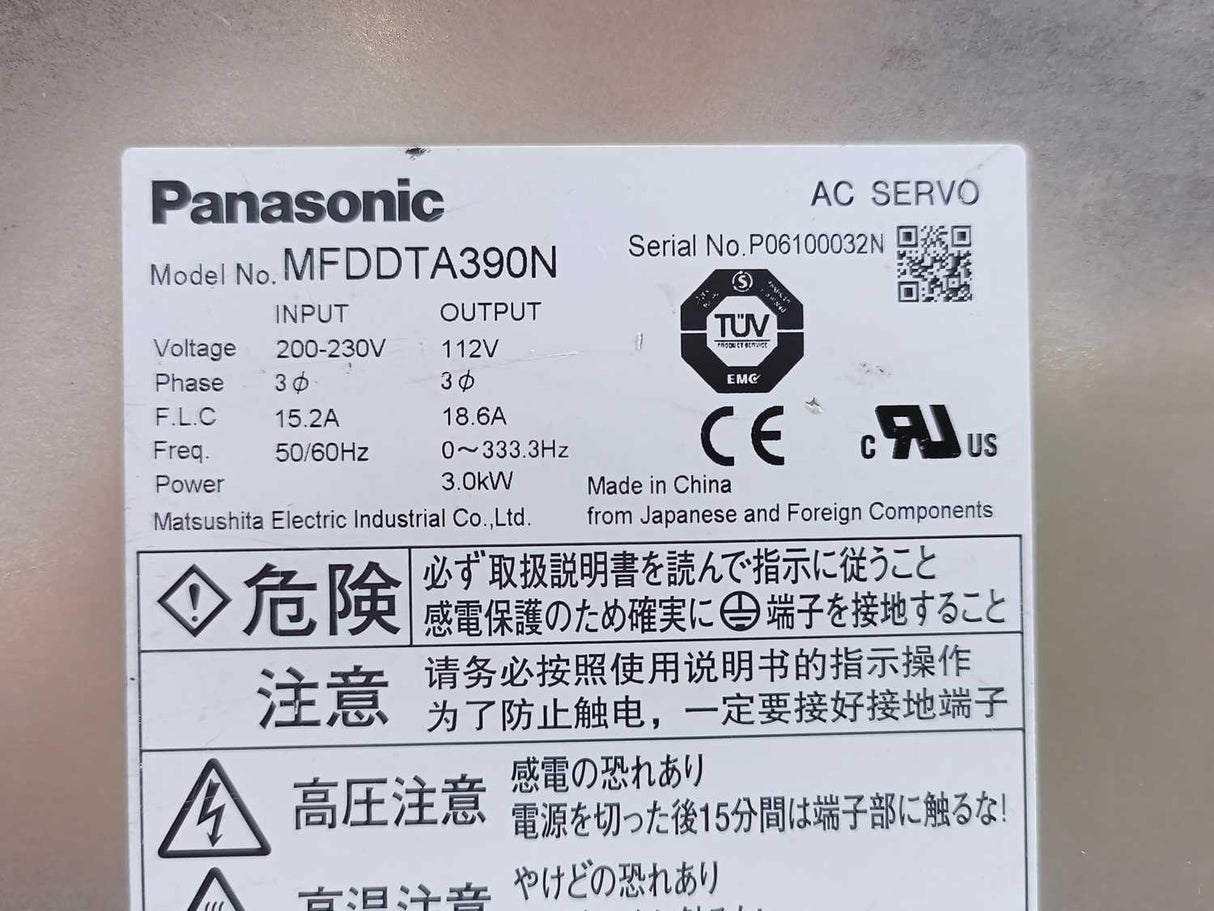 Panasonic
AC SERVO
Model No. MFDDTA390N
Serial No.P06100032N
INPUT OUTPUT
Voltage 200-230V 112V
Phase 3ϕ 3ϕ
F.L.C 15.2A 18.6A
Freq. 50/60Hz 0～333.3Hz
Power 3.0kW
TÜV
PRODUCT SERVICE
EMC
CE
c RU US
Made in China
from Japanese and Foreign Components
Matsushita Electric Industrial Co.,Ltd.
危険
必ず取扱説明書を読んで指示に従うこと
感電保護のため確実に⏚端子を接地すること
注意
请务必按照使用说明书的指示操作
为了防止触电，一定要接好接地端子
高圧注意
感電の恐れあり
電源を切った後15分間は端子部に触るな!
高温注意
やけどの恐れあり